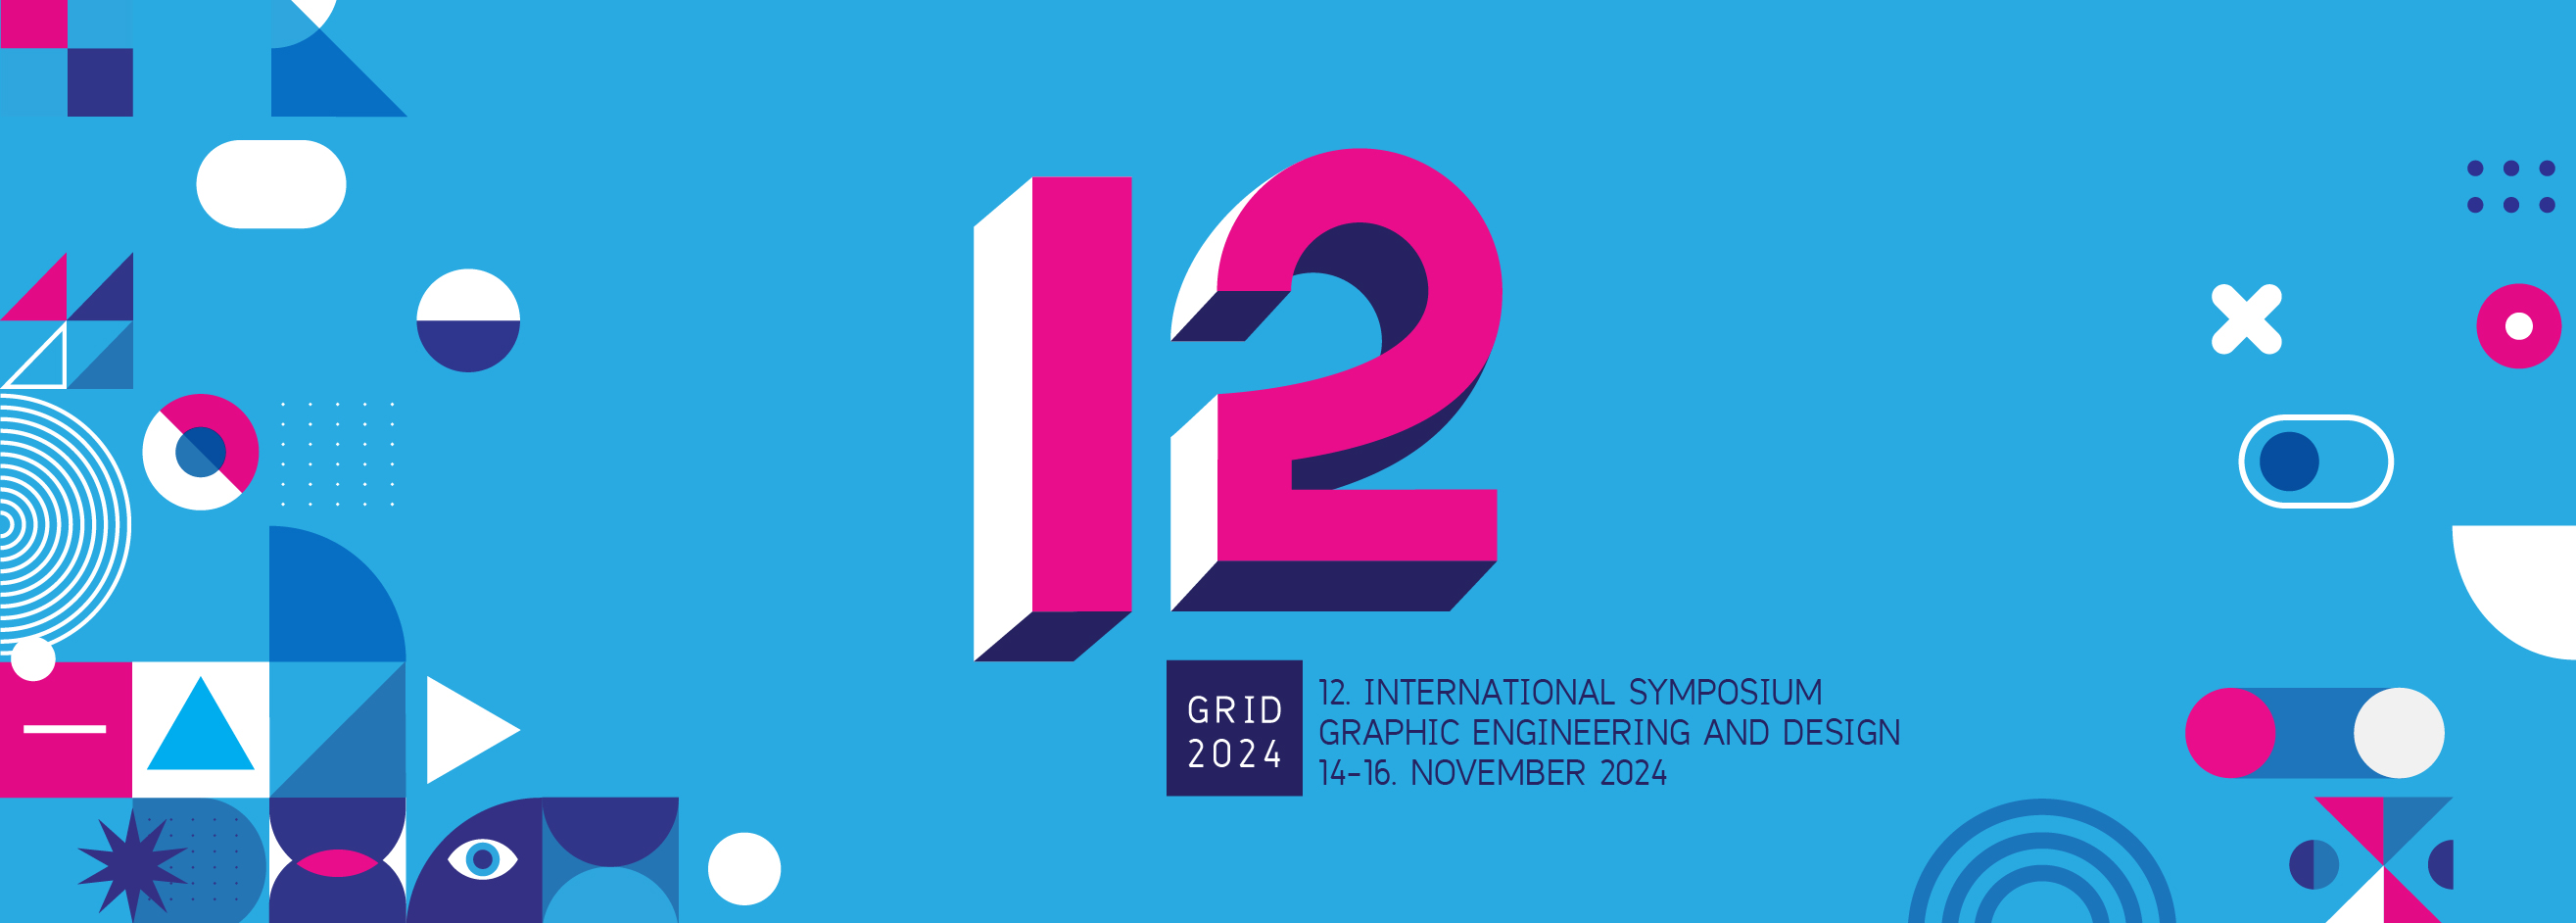 12
GRID
2024
12. INTERNATIONAL SYMPOSIUM
GRAPHIC ENGINEERING AND DESIGN
14-16. NOVEMBER 2024